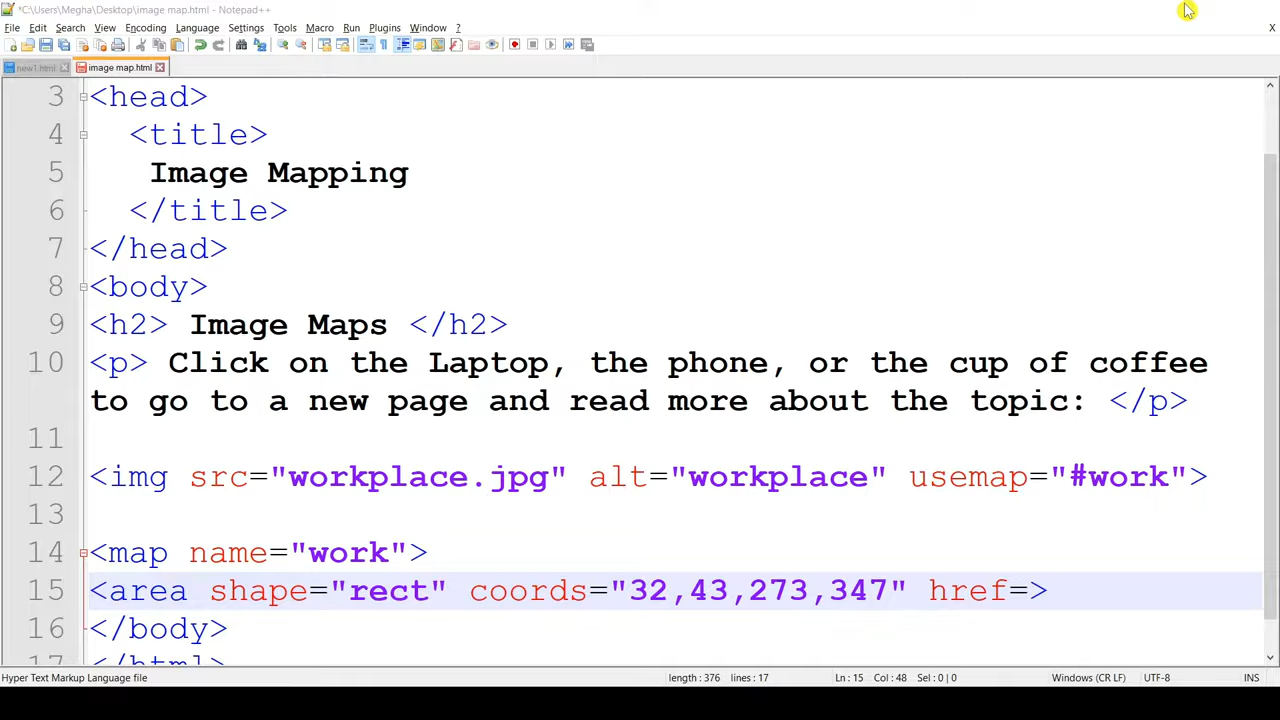 *C:\Users\Megha\Desktop\image map.html - Notepad++
File Edit Search View Encoding Language Settings Tools Macro Run Plugins Window ? X
new1.html image map.html
3 <head>
4 <title>
5 Image Mapping
6 </title>
7 </head>
8 <body>
9 <h2> Image Maps </h2>
10 <p> Click on the Laptop, the phone, or the cup of coffee
to go to a new page and read more about the topic: </p>
11
12 <img src="workplace.jpg" alt="workplace" usemap="#work">
13
14 <map name="work">
15 <area shape="rect" coords="32,43,273,347" href=>
16 </body>
17 </html>
Hyper Text Markup Language file length : 376 lines : 17 Ln : 15 Col : 48 Sel : 0 | 0 Windows (CR LF) UTF-8 INS